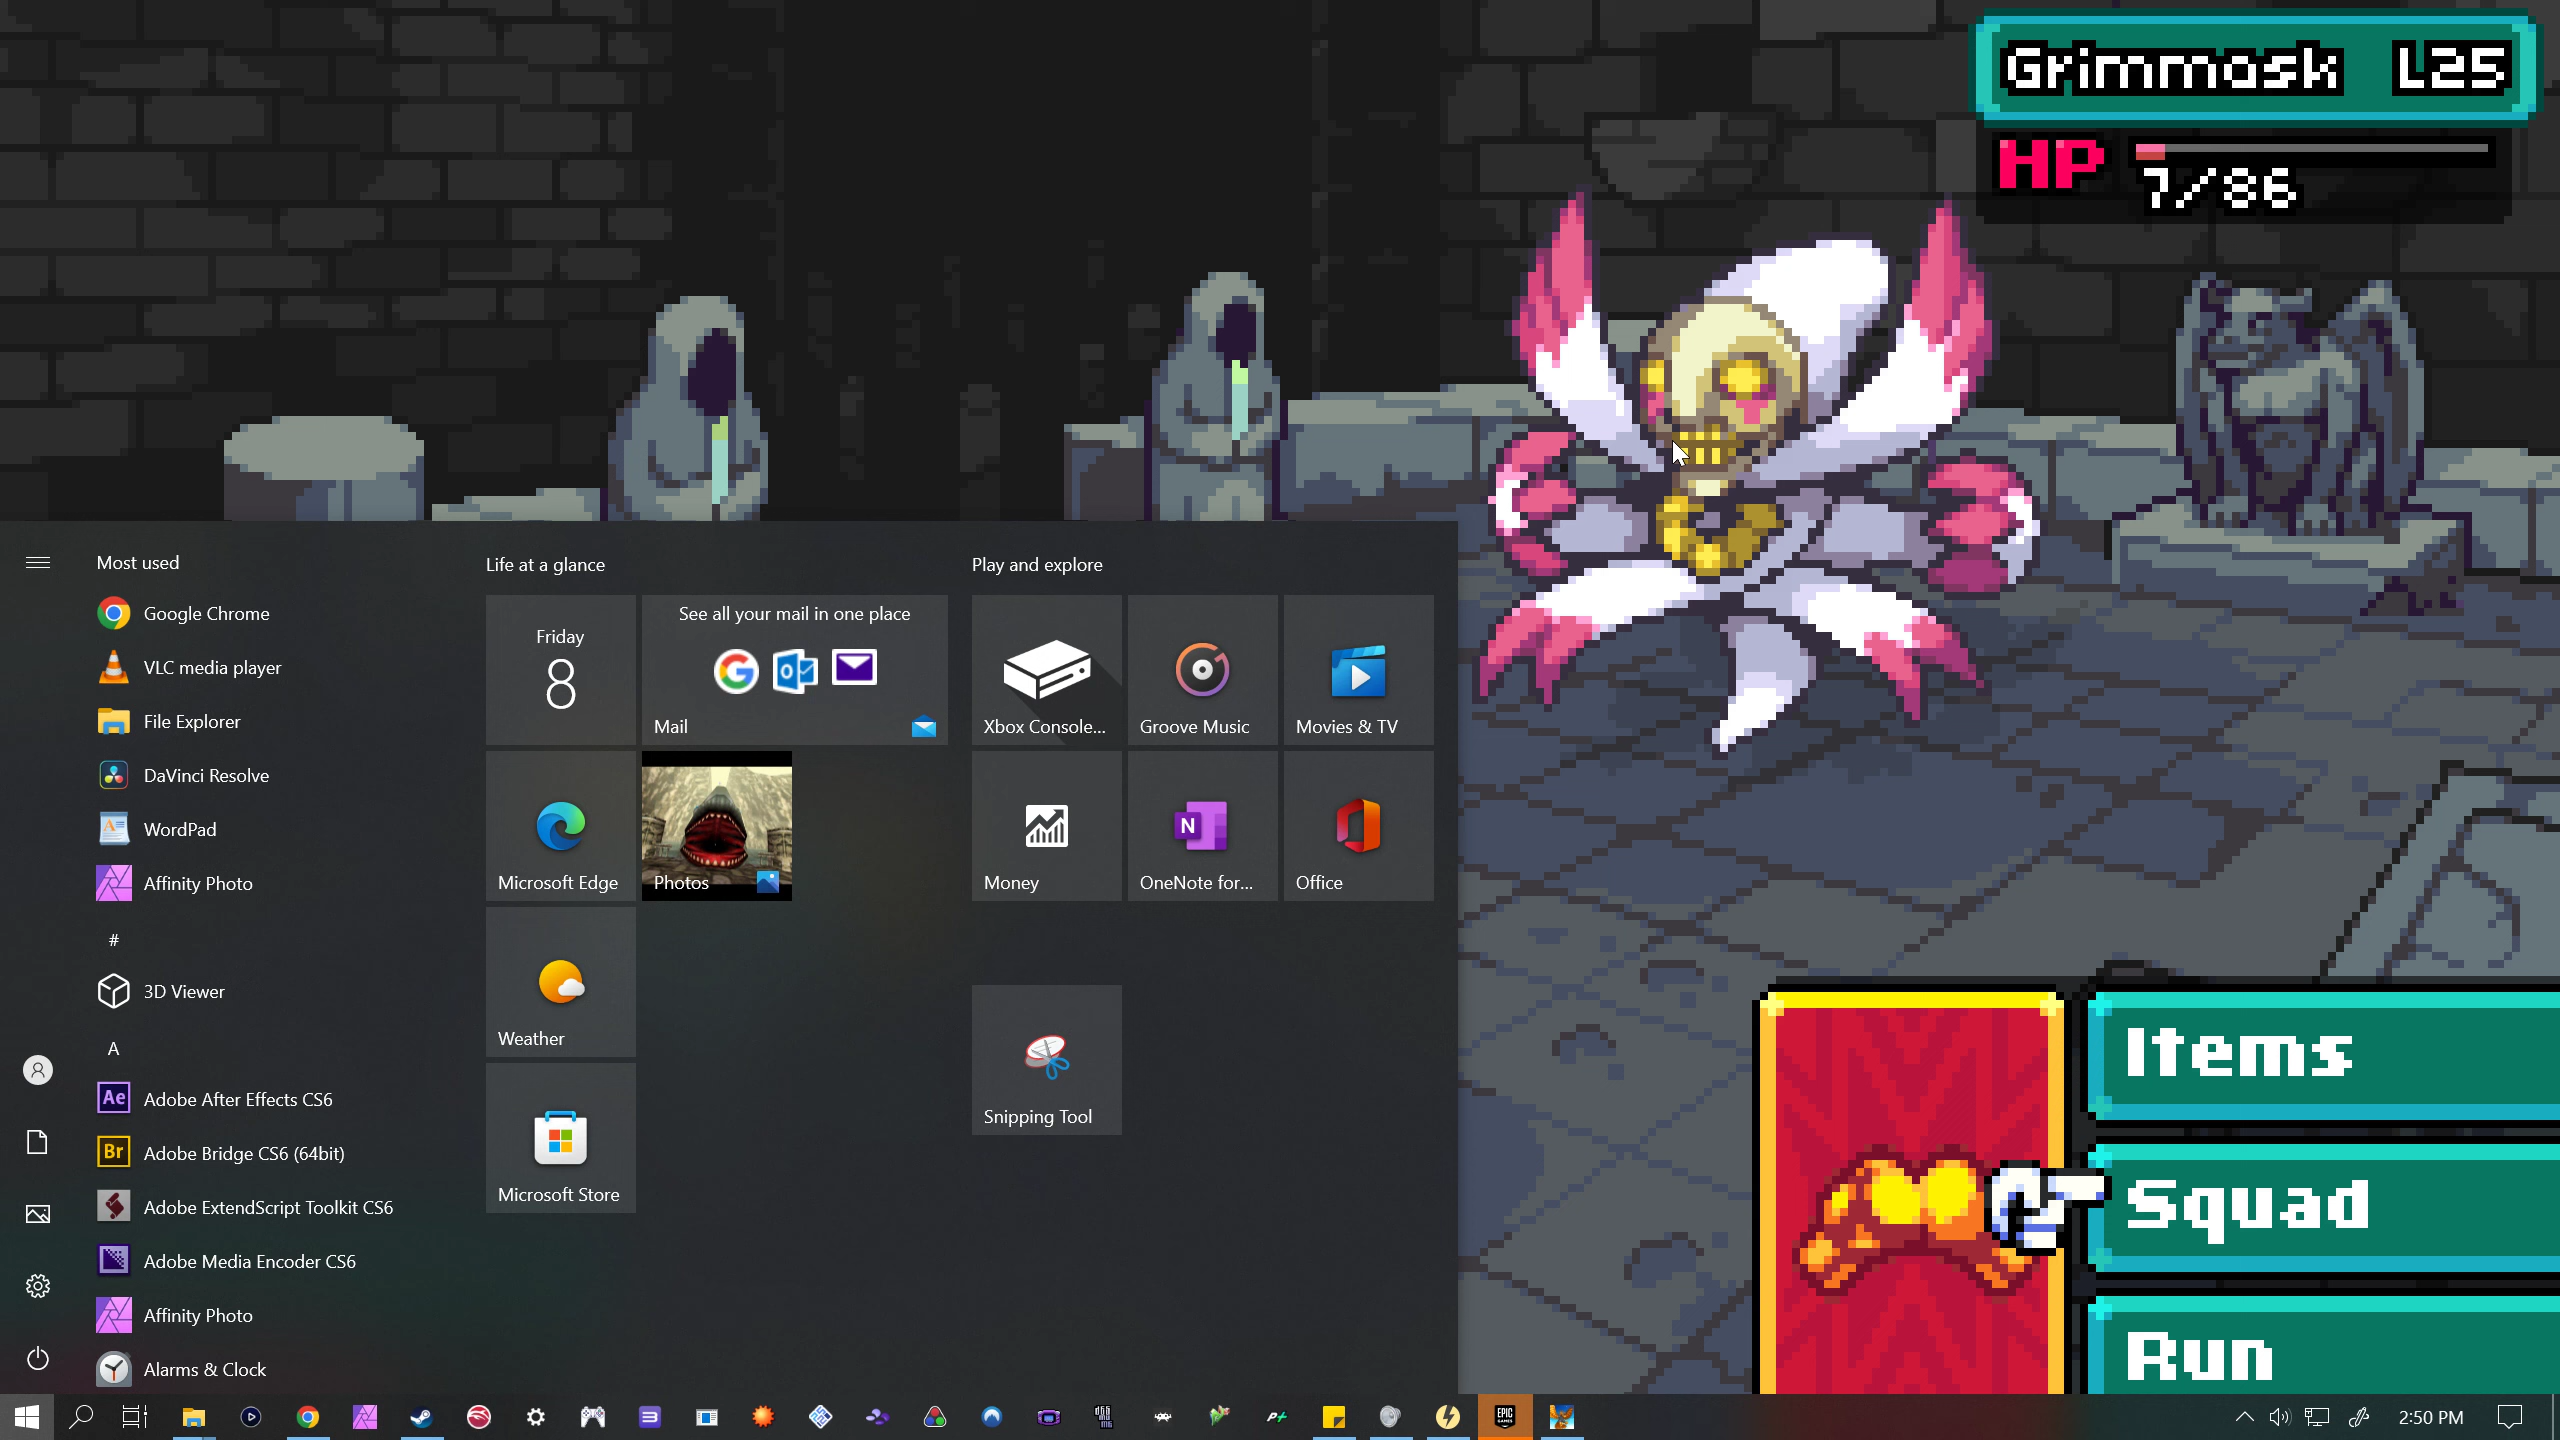 Grimmask L25
HP
7/86
Most used
Google Chrome
VLC media player
File Explorer
DaVinci Resolve
WordPad
Affinity Photo
#
3D Viewer
A
Adobe After Effects CS6
Adobe Bridge CS6 (64bit)
Adobe ExtendScript Toolkit CS6
Adobe Media Encoder CS6
Affinity Photo
Alarms & Clock
Life at a glance
Friday
8
See all your mail in one place
Mail
Microsoft Edge
Photos
Weather
Microsoft Store
Play and explore
Xbox Console...
Groove Music
Movies & TV
Money
OneNote for...
Office
Snipping Tool
Items
Squad
Run
EPIC
GAMES
2:50 PM